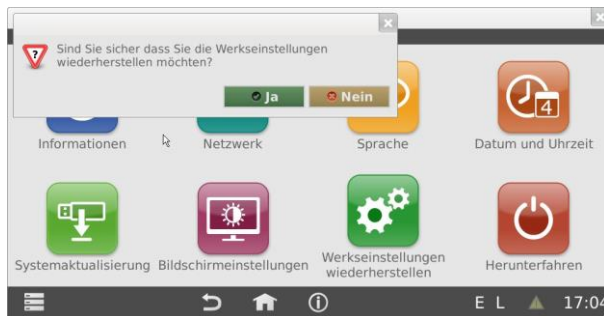 Sind Sie sicher dass Sie die Werkseinstellungen
wiederherstellen möchten?
Ja Nein
4
Informationen Netzwerk Sprache Datum und Uhrzeit
Systemaktualisierung Bildschirmeinstellungen Werkseinstellungen
wiederherstellen Herunterfahren
E L 17:04